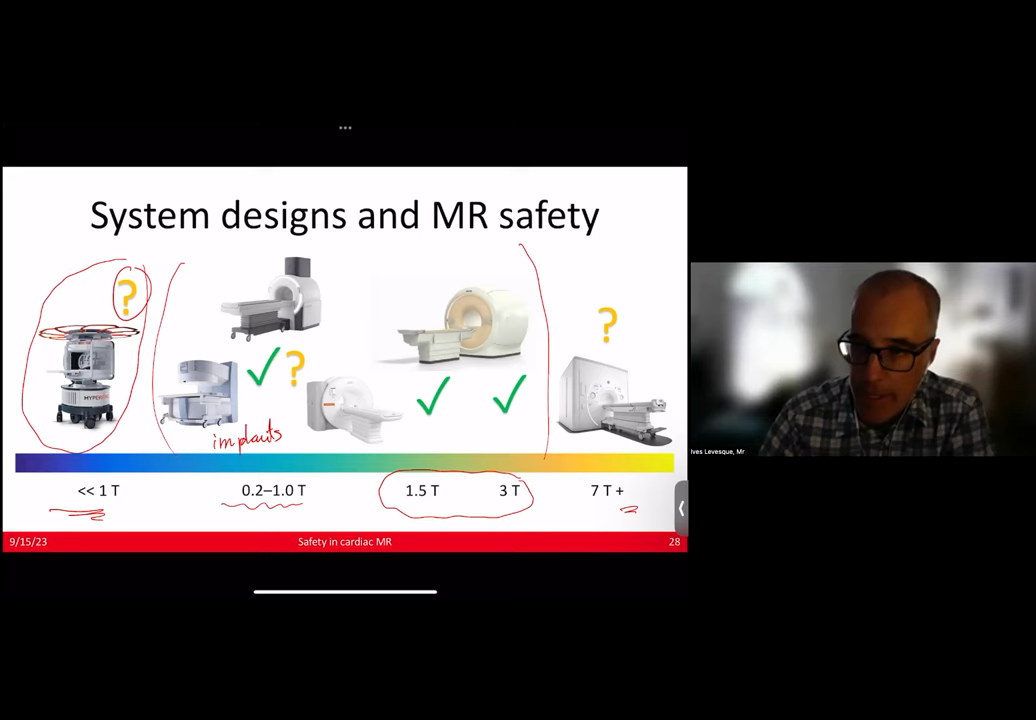 System designs and MR safety
?
?
✓
?
✓
✓
implants
<< 1 T
0.2–1.0 T
1.5 T
3 T
7 T +
9/15/23
Safety in cardiac MR
28
Ives Levesque, Mr